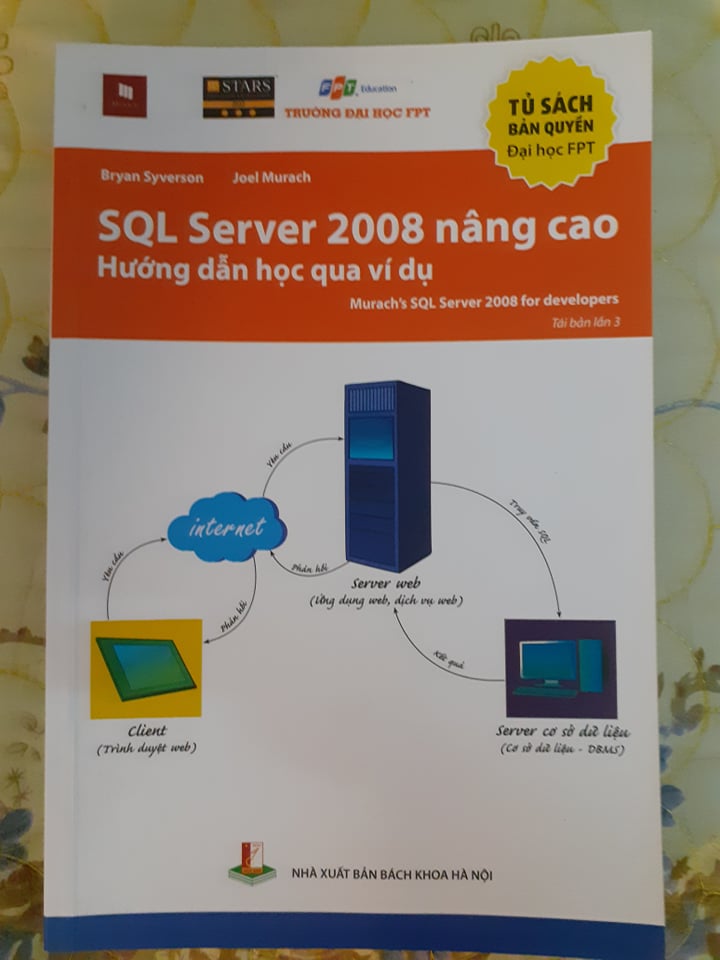 STARS
FPT Education
TRƯỜNG ĐẠI HỌC FPT
TỦ SÁCH
BẢN QUYỀN
Đại học FPT
Bryan Syverson Joel Murach
SQL Server 2008 nâng cao
Hướng dẫn học qua ví dụ
Murach's SQL Server 2008 for developers
Tái bản lần 3
Yêu cầu
internet
Truy vấn SQL
Yêu cầu
Phản hồi
Phản hồi
Server web
(Ứng dụng web, dịch vụ web)
Kết quả
Client
(Trình duyệt web)
Server cơ sở dữ liệu
(Cơ sở dữ liệu - DBMS)
NHÀ XUẤT BẢN BÁCH KHOA HÀ NỘI